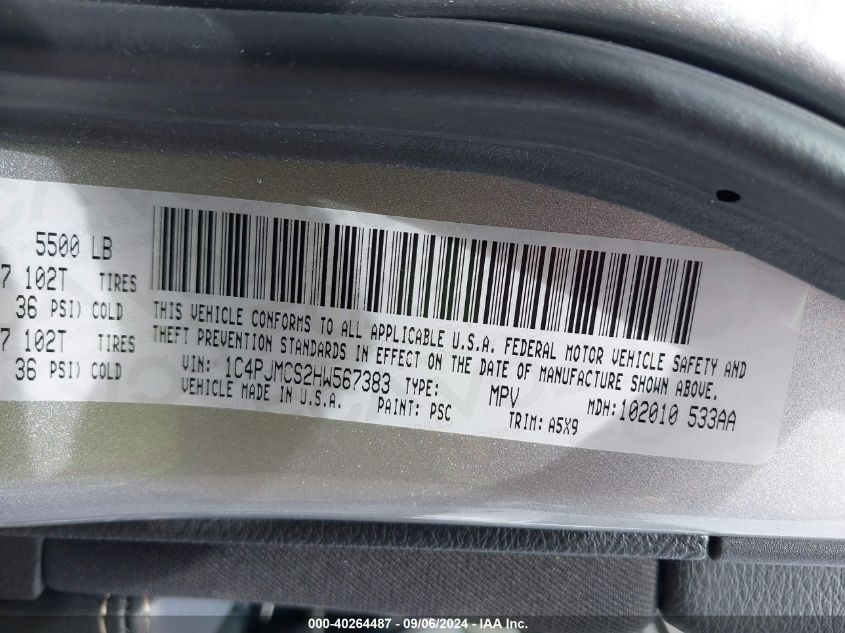 5500 LB
7 102T TIRES
36 PSI) COLD
7 102T TIRES
36 PSI) COLD
THIS VEHICLE CONFORMS TO ALL APPLICABLE U.S.A. FEDERAL MOTOR VEHICLE SAFETY AND
THEFT PREVENTION STANDARDS IN EFFECT ON THE DATE OF MANUFACTURE SHOWN ABOVE.
VIN: 1C4PJMCS2HW567383 TYPE: MPV MDH:102010 533AA
VEHICLE MADE IN U.S.A. PAINT: PSC TRIM: A5X9
000-40264487 - 09/06/2024 - IAA Inc.